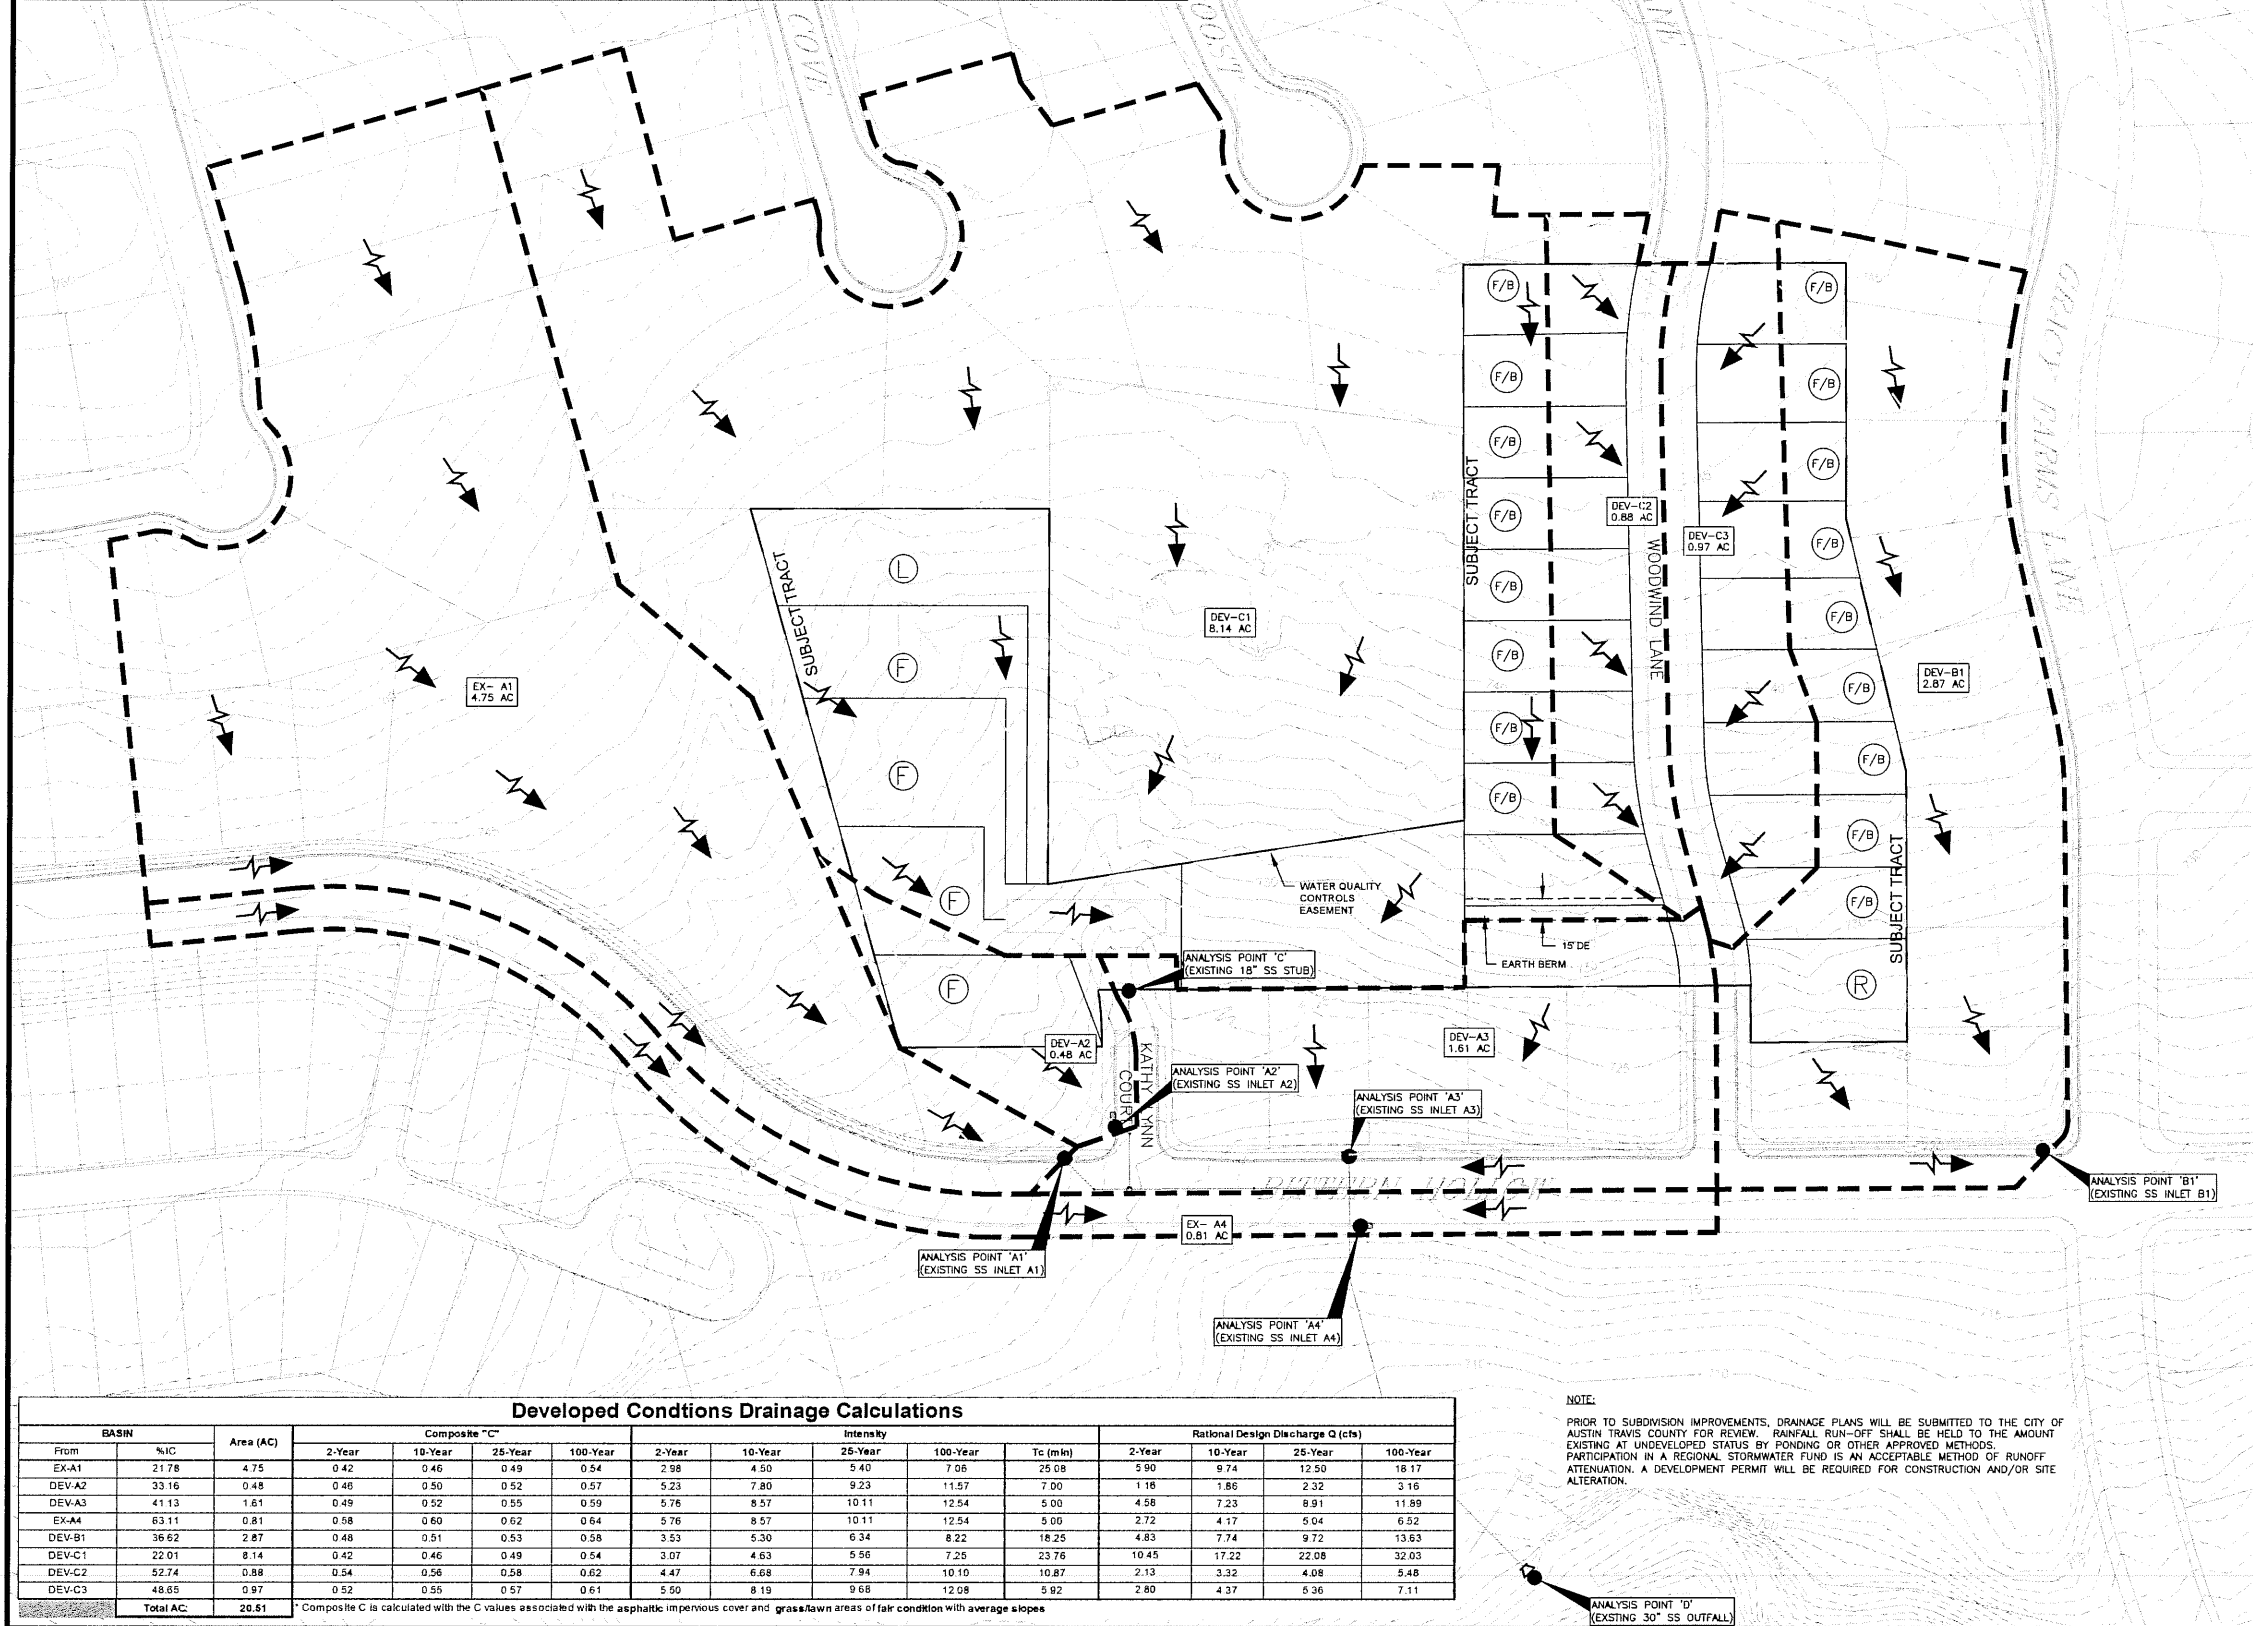 COVE
SUBJECT TRACT
L
F
F
F
F
EX- A1
4.75 AC
DEV-C1
8.14 AC
SUBJECT TRACT
F/B
F/B
F/B
F/B
F/B
F/B
F/B
F/B
DEV-C2
0.88 AC
DEV-C3
0.97 AC
WOODWIND LANE
F/B
F/B
F/B
F/B
F/B
F/B
F/B
F/B
F/B
R
SUBJECT TRACT
DEV-B1
2.87 AC
WATER QUALITY
CONTROLS
EASEMENT
15' DE
EARTH BERM
ANALYSIS POINT 'C'
(EXISTING 18" SS STUB)
DEV-A2
0.48 AC
KATHY LYNN
COURT
DEV-A3
1.61 AC
ANALYSIS POINT 'A2'
(EXISTING SS INLET A2)
ANALYSIS POINT 'A3'
(EXISTING SS INLET A3)
ANALYSIS POINT 'B1'
(EXISTING SS INLET B1)
EX- A4
0.81 AC
ANALYSIS POINT 'A1'
(EXISTING SS INLET A1)
ANALYSIS POINT 'A4'
(EXISTING SS INLET A4)
Developed Condtions Drainage Calculations
BASIN Area (AC) Composite "C" Intensity Rational Design Discharge Q (cfs)
From %IC 2-Year 10-Year 25-Year 100-Year 2-Year 10-Year 25-Year 100-Year Tc (min) 2-Year 10-Year 25-Year 100-Year
EX-A1 21.78 4.75 0.42 0.46 0.49 0.54 2.98 4.50 5.40 7.06 25.08 5.90 9.74 12.50 18.17
DEV-A2 33.16 0.48 0.46 0.50 0.52 0.57 5.23 7.80 9.23 11.57 7.00 1.16 1.86 2.32 3.16
DEV-A3 41.13 1.61 0.49 0.52 0.55 0.59 5.76 8.57 10.11 12.54 5.00 4.58 7.23 8.91 11.89
EX-A4 63.11 0.81 0.58 0.60 0.62 0.64 5.76 8.57 10.11 12.54 5.00 2.72 4.17 5.04 6.52
DEV-B1 36.62 2.87 0.48 0.51 0.53 0.58 3.53 5.30 6.34 8.22 18.25 4.83 7.74 9.72 13.63
DEV-C1 22.01 8.14 0.42 0.46 0.49 0.54 3.07 4.63 5.56 7.25 23.76 10.45 17.22 22.08 32.03
DEV-C2 52.74 0.88 0.54 0.56 0.58 0.62 4.47 6.68 7.94 10.10 10.87 2.13 3.32 4.08 5.48
DEV-C3 48.65 0.97 0.52 0.55 0.57 0.61 5.50 8.19 9.68 12.08 5.92 2.80 4.37 5.36 7.11
Total AC: 20.51 * Composite C is calculated with the C values associated with the asphaltic impervious cover and grass/lawn areas of fair condition with average slopes
NOTE:
PRIOR TO SUBDIVISION IMPROVEMENTS, DRAINAGE PLANS WILL BE SUBMITTED TO THE CITY OF
AUSTIN TRAVIS COUNTY FOR REVIEW. RAINFALL RUN-OFF SHALL BE HELD TO THE AMOUNT
EXISTING AT UNDEVELOPED STATUS BY PONDING OR OTHER APPROVED METHODS.
PARTICIPATION IN A REGIONAL STORMWATER FUND IS AN ACCEPTABLE METHOD OF RUNOFF
ATTENUATION. A DEVELOPMENT PERMIT WILL BE REQUIRED FOR CONSTRUCTION AND/OR SITE
ALTERATION.
ANALYSIS POINT 'D'
(EXSTING 30" SS OUTFALL)